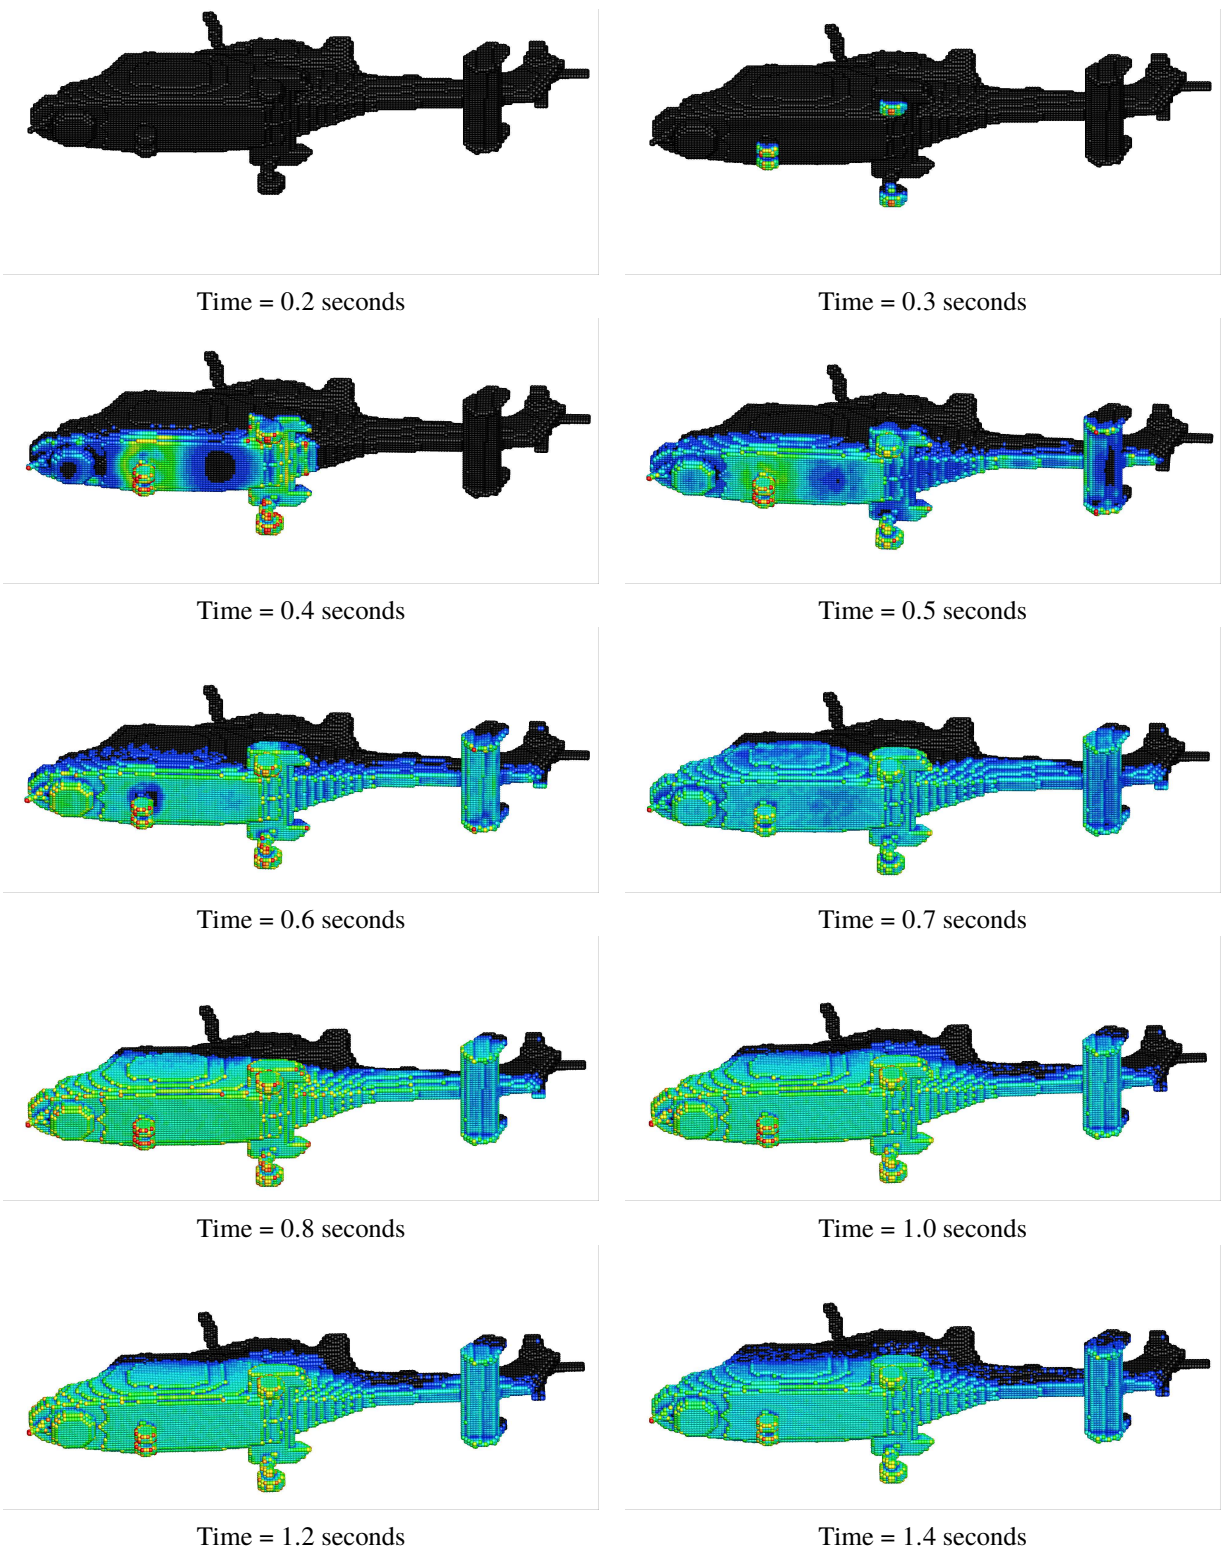 Time = 0.2 seconds
Time = 0.3 seconds
Time = 0.4 seconds
Time = 0.5 seconds
Time = 0.6 seconds
Time = 0.7 seconds
Time = 0.8 seconds
Time = 1.0 seconds
Time = 1.2 seconds
Time = 1.4 seconds